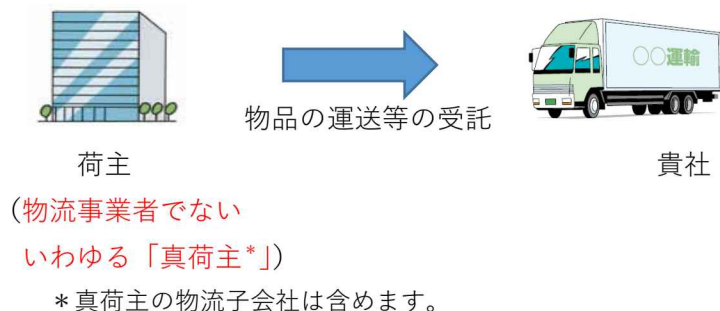 〇〇運輸
物品の運送等の受託
荷主
貴社
(物流事業者でない
いわゆる「真荷主*」)
*真荷主の物流子会社は含めます。